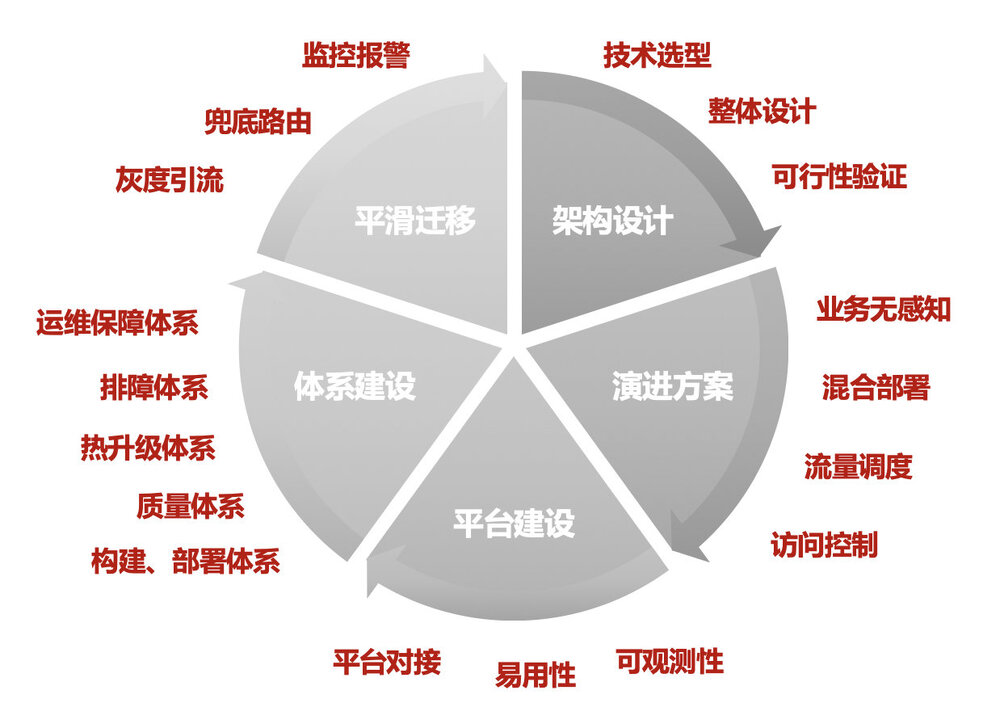 监控报警
技术选型
兜底路由
整体设计
灰度引流
可行性验证
平滑迁移
架构设计
运维保障体系
业务无感知
排障体系
体系建设
演进方案
混合部署
热升级体系
流量调度
质量体系
平台建设
访问控制
构建、部署体系
平台对接
易用性
可观测性